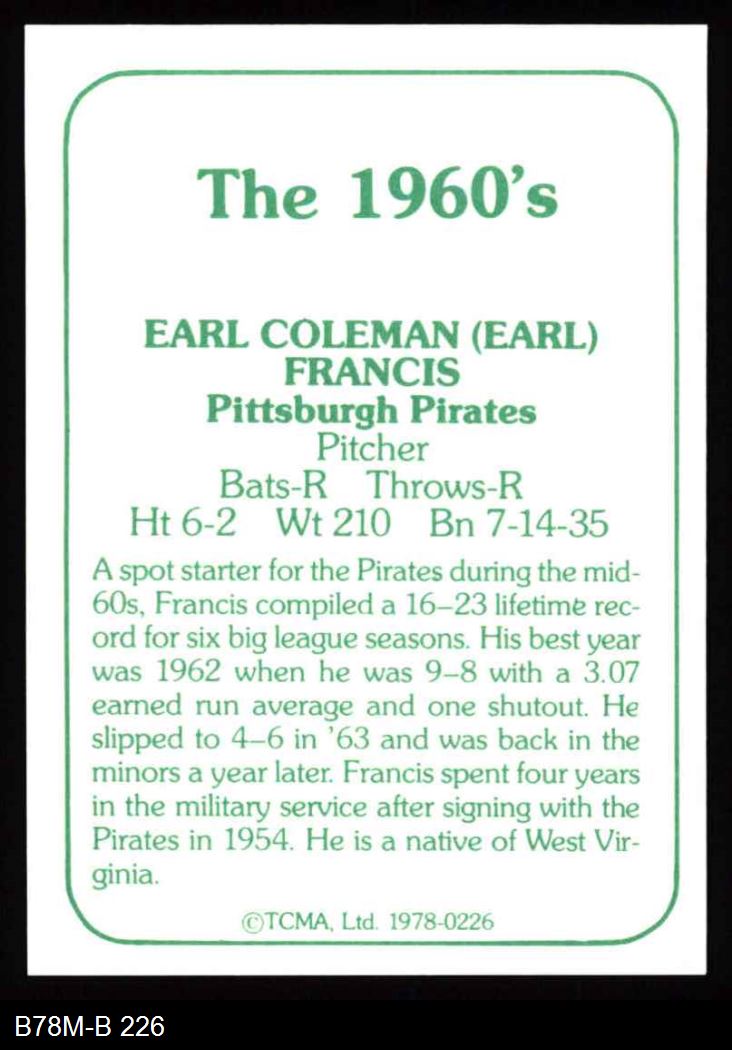 The 1960's
EARL COLEMAN (EARL)
FRANCIS
Pittsburgh Pirates
Pitcher
Bats-R Throws-R
Ht 6-2 Wt 210 Bn 7-14-35
A spot starter for the Pirates during the mid-
60s, Francis compiled a 16–23 lifetime rec-
ord for six big league seasons. His best year
was 1962 when he was 9–8 with a 3.07
earned run average and one shutout. He
slipped to 4–6 in '63 and was back in the
minors a year later. Francis spent four years
in the military service after signing with the
Pirates in 1954. He is a native of West Vir-
ginia.
©TCMA, Ltd. 1978-0226
B78M-B 226